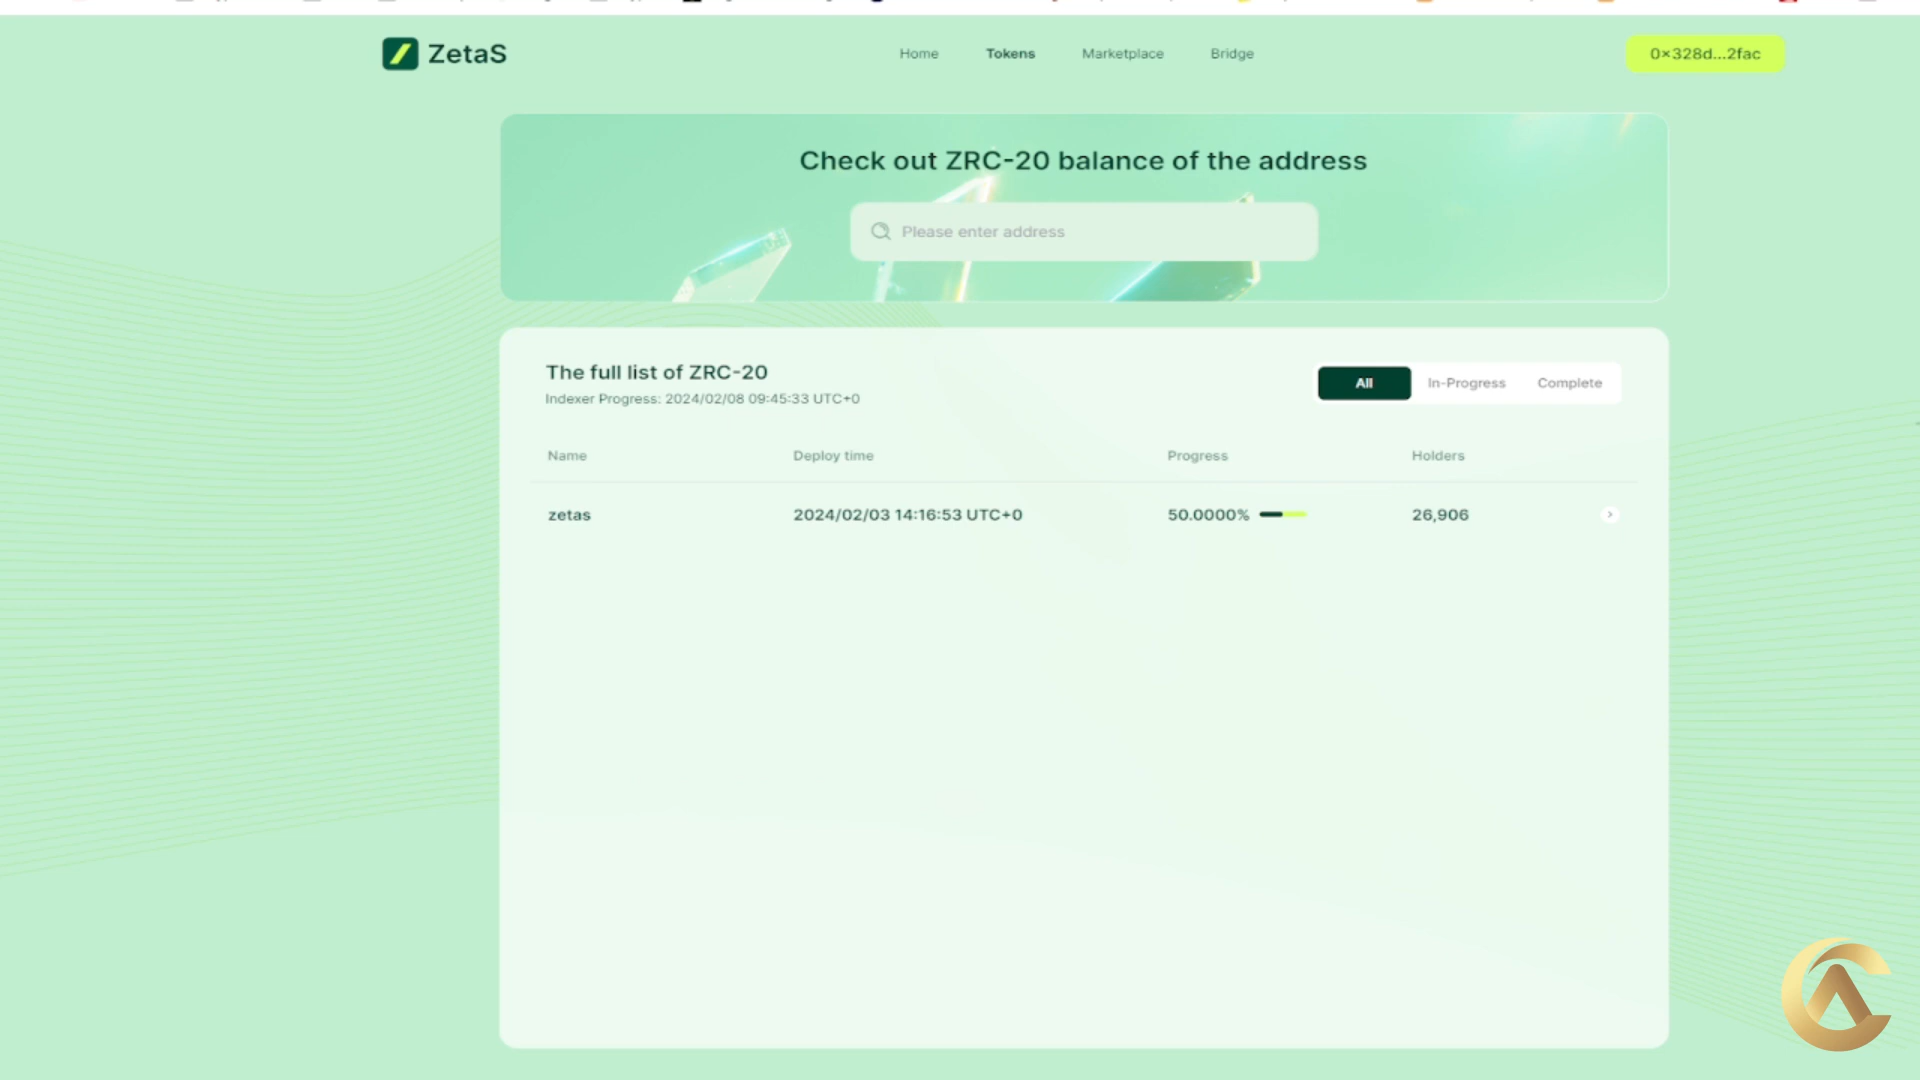 ZetaS
Home Tokens Marketplace Bridge
0×328d...2fac
Check out ZRC-20 balance of the address
Please enter address
The full list of ZRC-20
Indexer Progress: 2024/02/08 09:45:33 UTC+0
All In-Progress Complete
Name Deploy time Progress Holders
zetas 2024/02/03 14:16:53 UTC+0 50.0000% 26,906